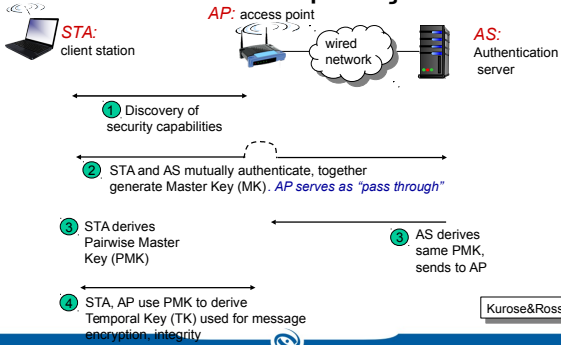 STA:
client station
AP: access point
wired
network
AS:
Authentication
server
1 Discovery of
security capabilities
2 STA and AS mutually authenticate, together
generate Master Key (MK). AP serves as “pass through”
3 STA derives
Pairwise Master
Key (PMK)
3 AS derives
same PMK,
sends to AP
4 STA, AP use PMK to derive
Temporal Key (TK) used for message
encryption, integrity
Kurose&Ross